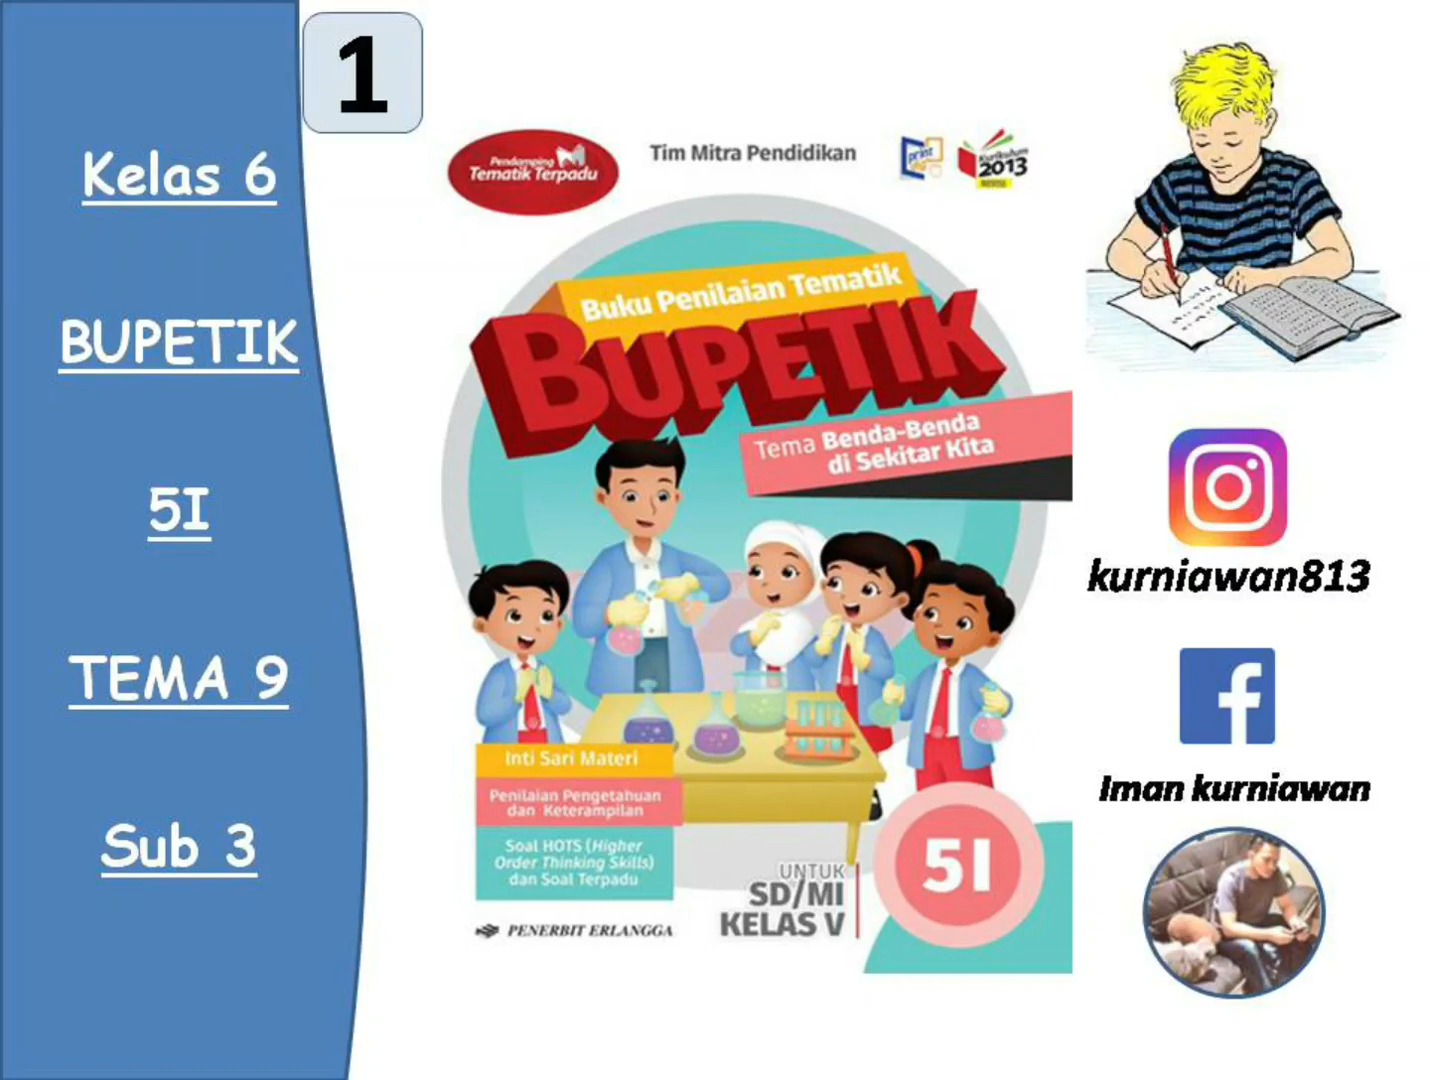 1
Kelas 6
BUPETIK
5I
TEMA 9
Sub 3
Pendamping
Tematik Terpadu
Tim Mitra Pendidikan
print
Kurikulum
2013
Buku Penilaian Tematik
BUPETIK
Tema Benda-Benda
di Sekitar Kita
Inti Sari Materi
Penilaian Pengetahuan
dan Keterampilan
Soal HOTS (Higher
Order Thinking Skills)
dan Soal Terpadu
PENERBIT ERLANGGA
UNTUK
SD/MI
KELAS V
5I
kurniawan813
Iman kurniawan